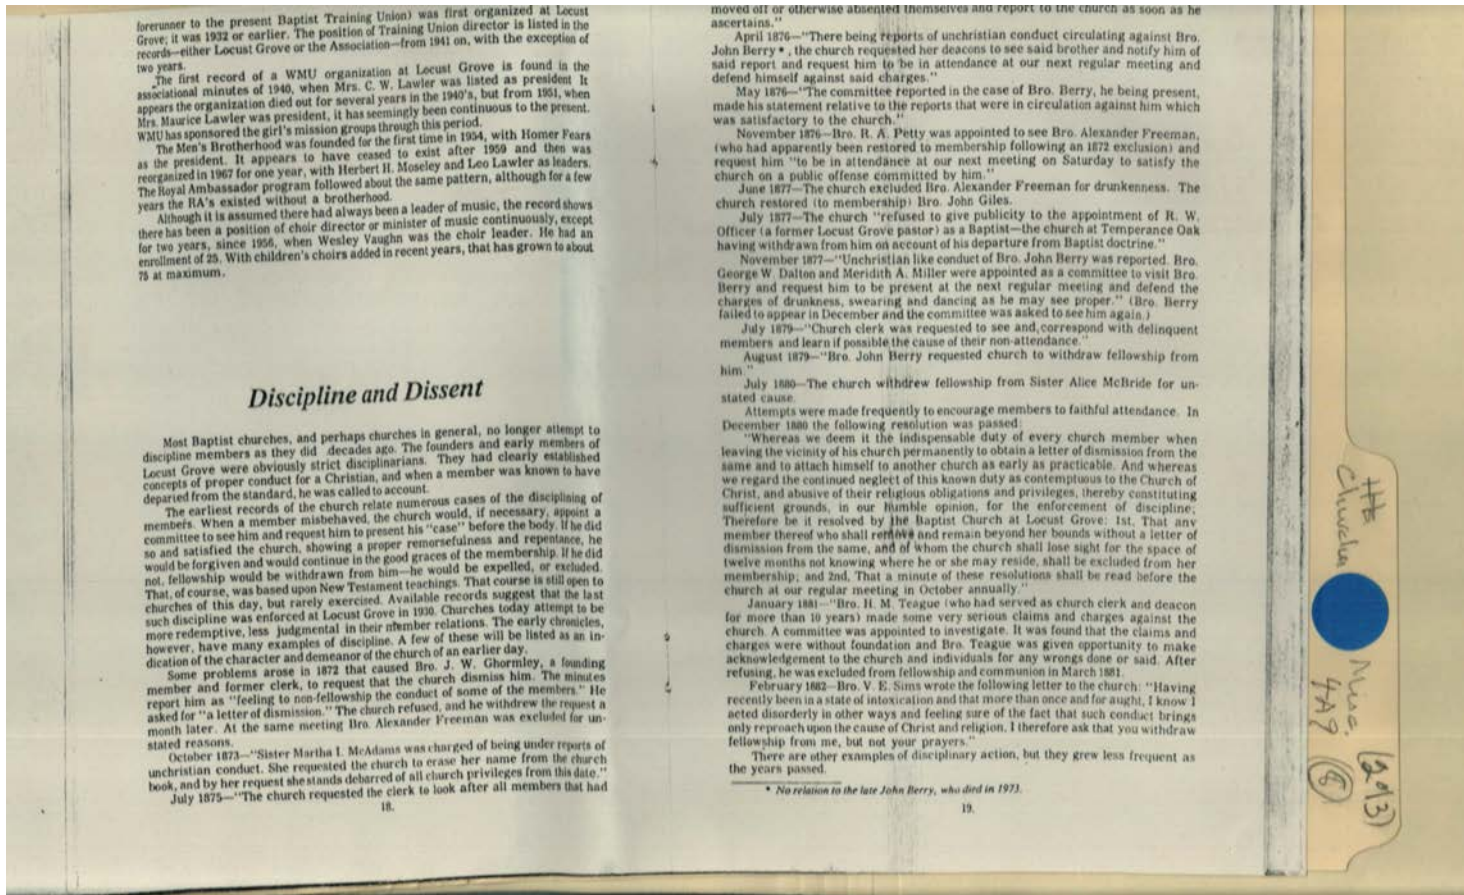 forerunner to the present Baptist Training Union) was first organized at Locust
Grove; it was 1932 or earlier. The position of Training Union director is listed in the
records—either Locust Grove or the Association—from 1941 on, with the exception of
two years.
The first record of a WMU organization at Locust Grove is found in the
associational minutes of 1940, when Mrs. C. W. Lawler was listed as president It
appears the organization died out for several years in the 1940's, but from 1951, when
Mrs. Maurice Lawler was president, it has seemingly been continuous to the present.
WMU has sponsored the girl's mission groups through this period.
The Men's Brotherhood was founded for the first time in 1954, with Homer Fears
as the president. It appears to have ceased to exist after 1959 and then was
reorganized in 1967 for one year, with Herbert H. Moseley and Leo Lawler as leaders.
The Royal Ambassador program followed about the same pattern, although for a few
years the RA's existed without a brotherhood.
Although it is assumed there had always been a leader of music, the record shows
there has been a position of choir director or minister of music continuously, except
for two years, since 1956, when Wesley Vaughn was the choir leader. He had an
enrollment of 25. With children's choirs added in recent years, that has grown to about
75 at maximum.
Discipline and Dissent
Most Baptist churches, and perhaps churches in general, no longer attempt to
discipline members as they did decades ago. The founders and early members of
Locust Grove were obviously strict disciplinarians. They had clearly established
concepts of proper conduct for a Christian, and when a member was known to have
departed from the standard, he was called to account.
The earliest records of the church relate numerous cases of the disciplining of
members. When a member misbehaved, the church would, if necessary, appoint a
committee to see him and request him to present his "case" before the body. If he did
so and satisfied the church, showing a proper remorsefulness and repentance, he
would be forgiven and would continue in the good graces of the membership. If he did
not, fellowship would be withdrawn from him—he would be expelled, or excluded.
That, of course, was based upon New Testament teachings. That course is still open to
churches of this day, but rarely exercised. Available records suggest that the last
such discipline was enforced at Locust Grove in 1930. Churches today attempt to be
more redemptive, less judgmental in their member relations. The early chronicles,
however, have many examples of discipline. A few of these will be listed as an in-
dication of the character and demeanor of the church of an earlier day.
Some problems arose in 1872 that caused Bro. J. W. Ghormley, a founding
member and former clerk, to request that the church dismiss him. The minutes
report him as "feeling to non-fellowship the conduct of some of the members." He
asked for "a letter of dismission." The church refused, and he withdrew the request a
month later. At the same meeting Bro. Alexander Freeman was excluded for un-
stated reasons.
October 1873—"Sister Martha I. McAdams was charged of being under reports of
unchristian conduct. She requested the church to erase her name from the church
book, and by her request she stands debarred of all church privileges from this date."
July 1875—"The church requested the clerk to look after all members that had
18.
moved off or otherwise absented themselves and report to the church as soon as he
ascertains."
April 1876—"There being reports of unchristian conduct circulating against Bro.
John Berry*, the church requested her deacons to see said brother and notify him of
said report and request him to be in attendance at our next regular meeting and
defend himself against said charges."
May 1876—"The committee reported in the case of Bro. Berry, he being present,
made his statement relative to the reports that were in circulation against him which
was satisfactory to the church."
November 1876—Bro. R. A. Petty was appointed to see Bro. Alexander Freeman,
(who had apparently been restored to membership following an 1872 exclusion) and
request him "to be in attendance at our next meeting on Saturday to satisfy the
church on a public offense committed by him."
June 1877—The church excluded Bro. Alexander Freeman for drunkenness. The
church restored (to membership) Bro. John Giles.
July 1877—The church "refused to give publicity to the appointment of R. W.
Officer (a former Locust Grove pastor) as a Baptist—the church at Temperance Oak
having withdrawn from him on account of his departure from Baptist doctrine."
November 1877—"Unchristian like conduct of Bro. John Berry was reported. Bro.
George W. Dalton and Meridith A. Miller were appointed as a committee to visit Bro.
Berry and request him to be present at the next regular meeting and defend the
charges of drunkness, swearing and dancing as he may see proper." (Bro. Berry
failed to appear in December and the committee was asked to see him again.)
July 1879—"Church clerk was requested to see and correspond with delinquent
members and learn if possible the cause of their non-attendance."
August 1879—"Bro. John Berry requested church to withdraw fellowship from
him."
July 1880—The church withdrew fellowship from Sister Alice McBride for un-
stated cause.
Attempts were made frequently to encourage members to faithful attendance. In
December 1880 the following resolution was passed:
"Whereas we deem it the indispensable duty of every church member when
leaving the vicinity of his church permanently to obtain a letter of dismission from the
same and to attach himself to another church as early as practicable. And whereas
we regard the continued neglect of this known duty as contemptuous to the Church of
Christ, and abusive of their religious obligations and privileges, thereby constituting
sufficient grounds, in our humble opinion, for the enforcement of discipline;
Therefore be it resolved by the Baptist Church at Locust Grove: 1st, That any
member thereof who shall remove and remain beyond her bounds without a letter of
dismission from the same, and of whom the church shall lose sight for the space of
twelve months not knowing where he or she may reside, shall be excluded from her
membership; and 2nd, That a minute of these resolutions shall be read before the
church at our regular meeting in October annually."
January 1881—"Bro. H. M. Teague (who had served as church clerk and deacon
for more than 10 years) made some very serious claims and charges against the
church. A committee was appointed to investigate. It was found that the claims and
charges were without foundation and Bro. Teague was given opportunity to make
acknowledgement to the church and individuals for any wrongs done or said. After
refusing, he was excluded from fellowship and communion in March 1881.
February 1882—Bro. V. E. Sims wrote the following letter to the church: "Having
recently been in a state of intoxication and that more than once and for aught, I know I
acted disorderly in other ways and feeling sure of the fact that such conduct brings
only reproach upon the cause of Christ and religion, I therefore ask that you withdraw
fellowship from me, but not your prayers."
There are other examples of disciplinary action, but they grew less frequent as
the years passed.
* No relation to the late John Berry, who died in 1973.
19.
Misc.
4A9
(2 of 3)
(8)